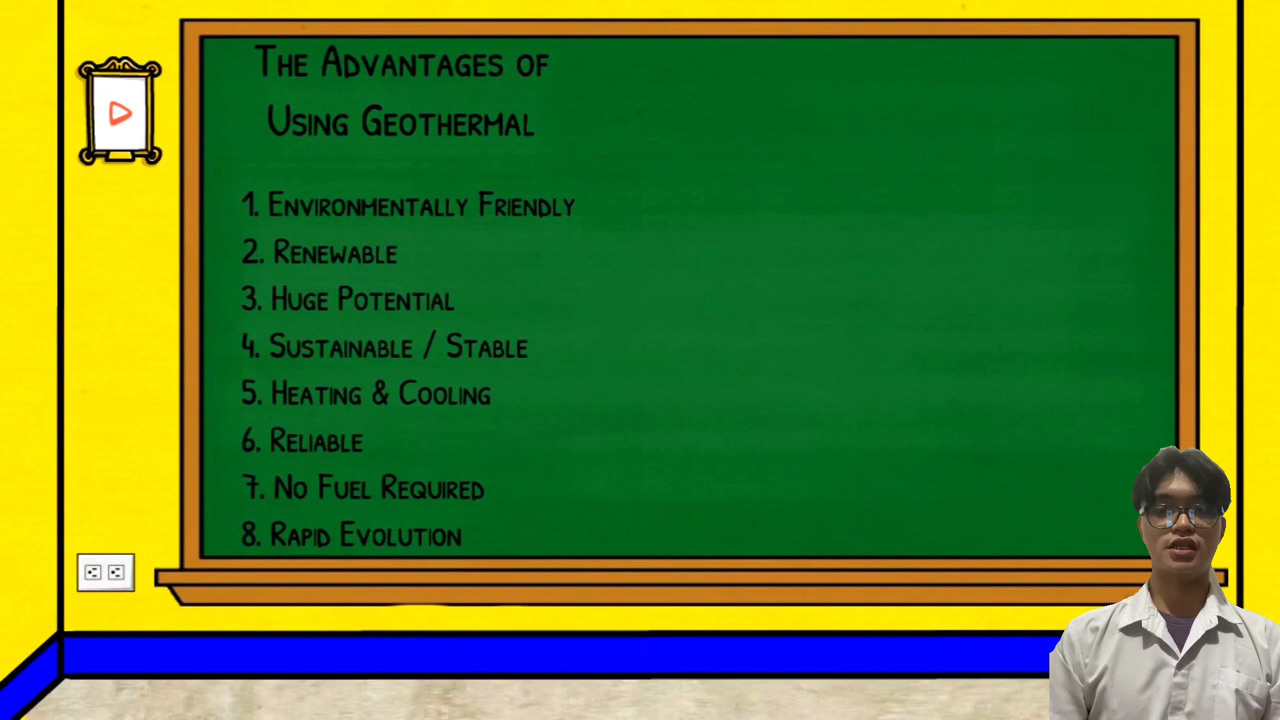 The Advantages of
Using Geothermal
1. Environmentally Friendly
2. Renewable
3. Huge Potential
4. Sustainable / Stable
5. Heating & Cooling
6. Reliable
7. No Fuel Required
8. Rapid Evolution